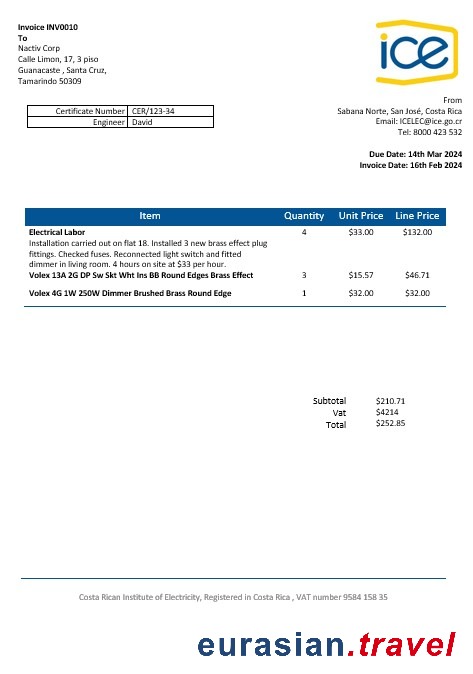 Invoice INV0010
To
Nactiv Corp
Calle Limon, 17, 3 piso
Guanacaste , Santa Cruz,
Tamarindo 50309
ice
Certificate Number CER/123-34
Engineer David
From
Sabana Norte, San José, Costa Rica
Email: ICELEC@ice.go.cr
Tel: 8000 423 532
Due Date: 14th Mar 2024
Invoice Date: 16th Feb 2024
Item Quantity Unit Price Line Price
Electrical Labor 4 $33.00 $132.00
Installation carried out on flat 18. Installed 3 new brass effect plug
fittings. Checked fuses. Reconnected light switch and fitted
dimmer in living room. 4 hours on site at $33 per hour.
Volex 13A 2G DP Sw Skt Wht Ins BB Round Edges Brass Effect 3 $15.57 $46.71
Volex 4G 1W 250W Dimmer Brushed Brass Round Edge 1 $32.00 $32.00
Subtotal $210.71
Vat $4214
Total $252.85
Costa Rican Institute of Electricity, Registered in Costa Rica , VAT number 9584 158 35
eurasian.travel